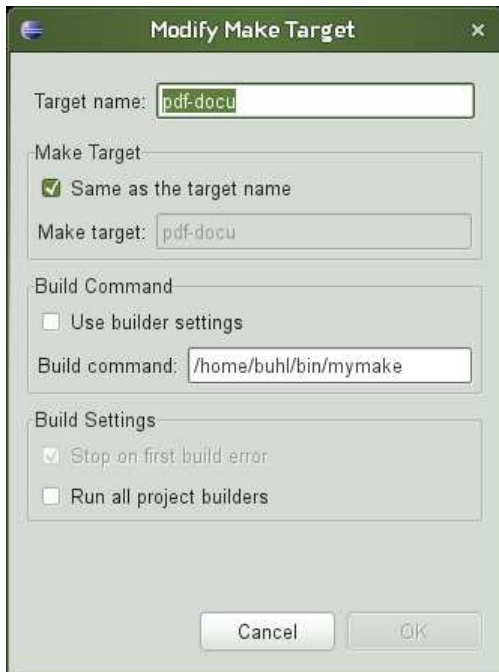 Modify Make Target
Target name: pdf-docu
Make Target
Same as the target name
Make target: pdf-docu
Build Command
Use builder settings
Build command: /home/buhl/bin/mymake
Build Settings
Stop on first build error
Run all project builders
Cancel OK